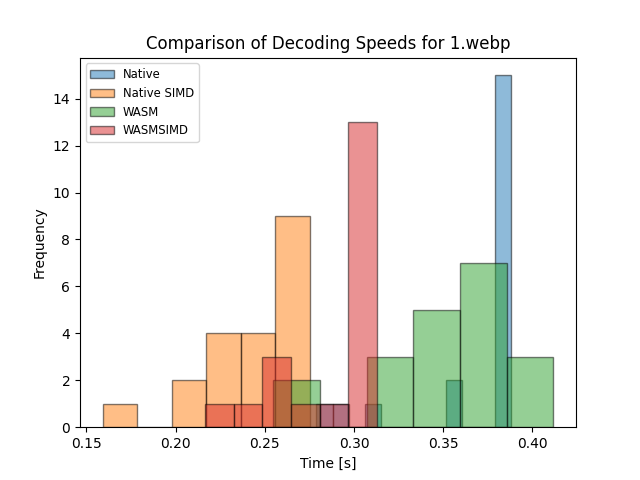 Comparison of Decoding Speeds for 1.webp
Native
Native SIMD
WASM
WASMSIMD
14
12
10
8
6
4
2
0
Frequency
0.15 0.20 0.25 0.30 0.35 0.40
Time [s]